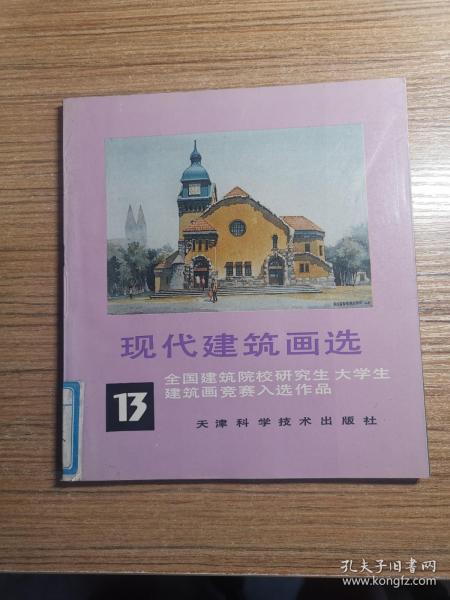 现代建筑画选
13
全国建筑院校研究生 大学生
建筑画竞赛入选作品
天津科学技术出版社
孔夫子旧书网
www.kongfz.com